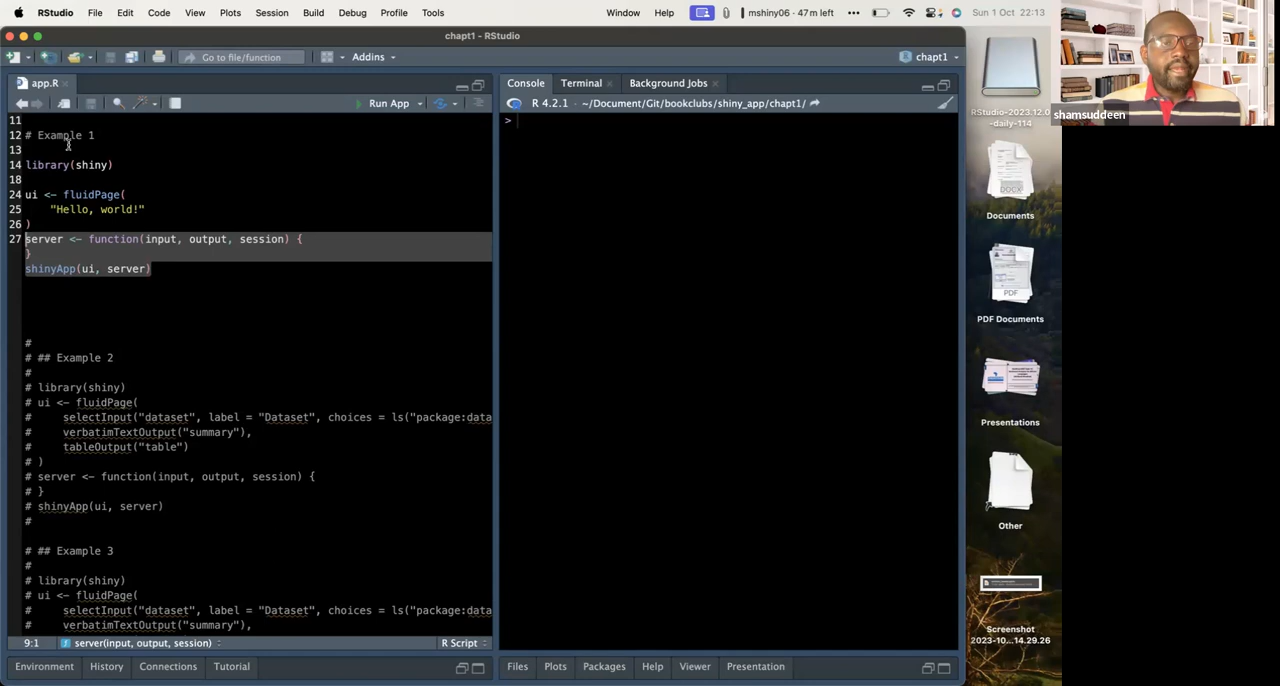 RStudio File Edit Code View Plots Session Build Debug Profile Tools Window Help mshiny06 • 47m left ••• Sun 1 Oct 22:13
chapt1 - RStudio
Go to file/function Addins chapt1
app.R
Run App
11
12 # Example 1
13
14 library(shiny)
18
24 ui <- fluidPage(
25 "Hello, world!"
26 )
27 server <- function(input, output, session) {
}
shinyApp(ui, server)
#
# ## Example 2
#
# library(shiny)
# ui <- fluidPage(
# selectInput("dataset", label = "Dataset", choices = ls("package:data
# verbatimTextOutput("summary"),
# tableOutput("table")
# )
# server <- function(input, output, session) {
# }
# shinyApp(ui, server)
#
# ## Example 3
#
# library(shiny)
# ui <- fluidPage(
# selectInput("dataset", label = "Dataset", choices = ls("package:data
# verbatimTextOutput("summary"),
9:1 server(input, output, session) R Script
Environment History Connections Tutorial
Console Terminal Background Jobs
R 4.2.1 • ~/Document/Git/bookclubs/shiny_app/chapt1/
>
Files Plots Packages Help Viewer Presentation
RStudio-2023.12.0
-daily-114
shamsuddeen
DOCX
Documents
PDF
PDF Documents
Presentations
Other
Screenshot
2023-10...14.29.26